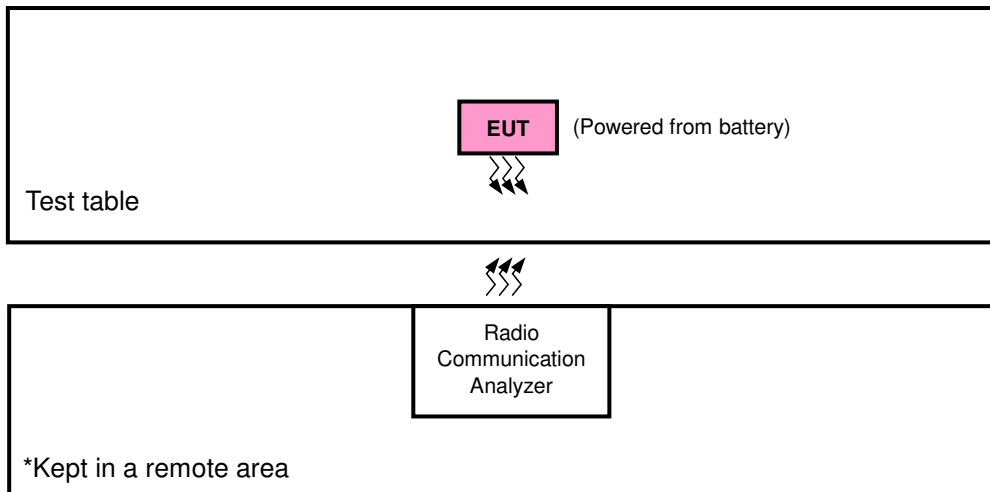 EUT (Powered from battery)
Test table
Radio
Communication
Analyzer
*Kept in a remote area